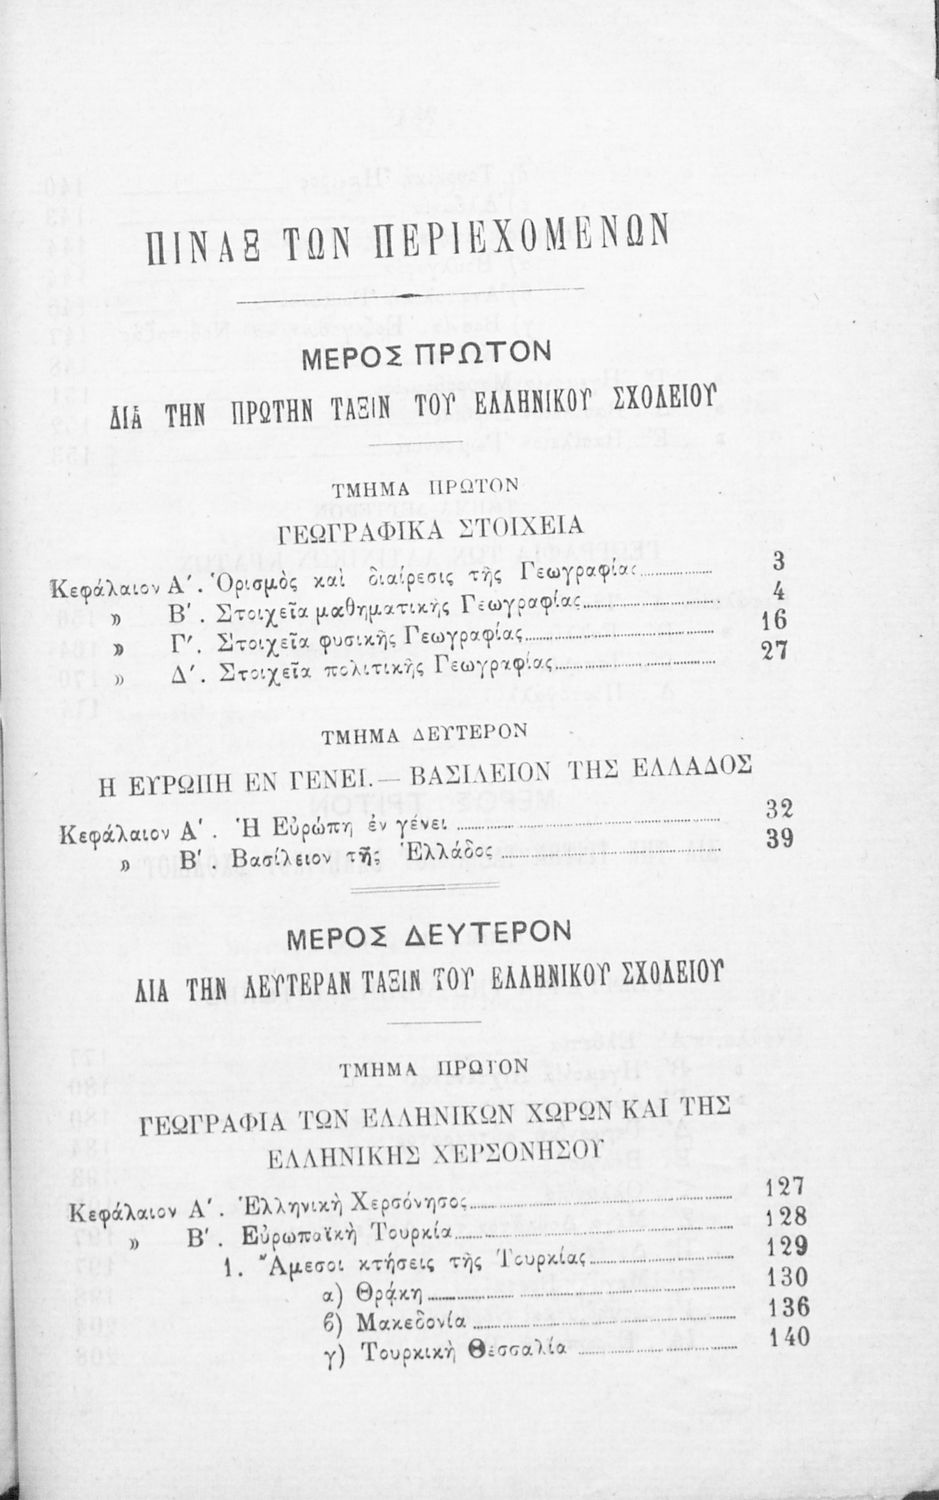 ΠΙΝΑΞ ΤΩΝ ΠΕΡΙΕΧΟΜΕΝΩΝ
ΜΕΡΟΣ ΠΡΩΤΟΝ
ΔΙΑ ΤΗΝ ΠΡΩΤΗΝ ΤΑΞΙΝ ΤΟΥ ΕΛΛΗΝΙΚΟΥ ΣΧΟΛΕΙΟΥ
ΤΜΗΜΑ ΠΡΩΤΟΝ
ΓΕΩΓΡΑΦΙΚΑ ΣΤΟΙΧΕΙΑ
Κεφάλαιον Α΄. Ὁρισμὸς καὶ διαίρεσις τῆς Γεωγραφίας 3
» Β΄. Στοιχεῖα μαθηματικῆς Γεωγραφίας 4
» Γ΄. Στοιχεῖα φυσικῆς Γεωγραφίας 16
» Δ΄. Στοιχεῖα πολιτικῆς Γεωγραφίας 27
ΤΜΗΜΑ ΔΕΥΤΕΡΟΝ
Η ΕΥΡΩΠΗ ΕΝ ΓΕΝΕΙ. — ΒΑΣΙΛΕΙΟΝ ΤΗΣ ΕΛΛΑΔΟΣ
Κεφάλαιον Α΄. Ἡ Εὐρώπη ἐν γένει 32
» Β΄. Βασίλειον τῆς Ἑλλάδος 39
ΜΕΡΟΣ ΔΕΥΤΕΡΟΝ
ΔΙΑ ΤΗΝ ΔΕΥΤΕΡΑΝ ΤΑΞΙΝ ΤΟΥ ΕΛΛΗΝΙΚΟΥ ΣΧΟΛΕΙΟΥ
ΤΜΗΜΑ ΠΡΩΤΟΝ
ΓΕΩΓΡΑΦΙΑ ΤΩΝ ΕΛΛΗΝΙΚΩΝ ΧΩΡΩΝ ΚΑΙ ΤΗΣ
ΕΛΛΗΝΙΚΗΣ ΧΕΡΣΟΝΗΣΟΥ
Κεφάλαιον Α΄. Ἑλληνικὴ Χερσόνησος 127
» Β΄. Εὐρωπαϊκὴ Τουρκία 128
1. Ἄμεσοι κτήσεις τῆς Τουρκίας 129
α) Θρᾴκη 130
β) Μακεδονία 136
γ) Τουρκικὴ Θεσσαλία 140